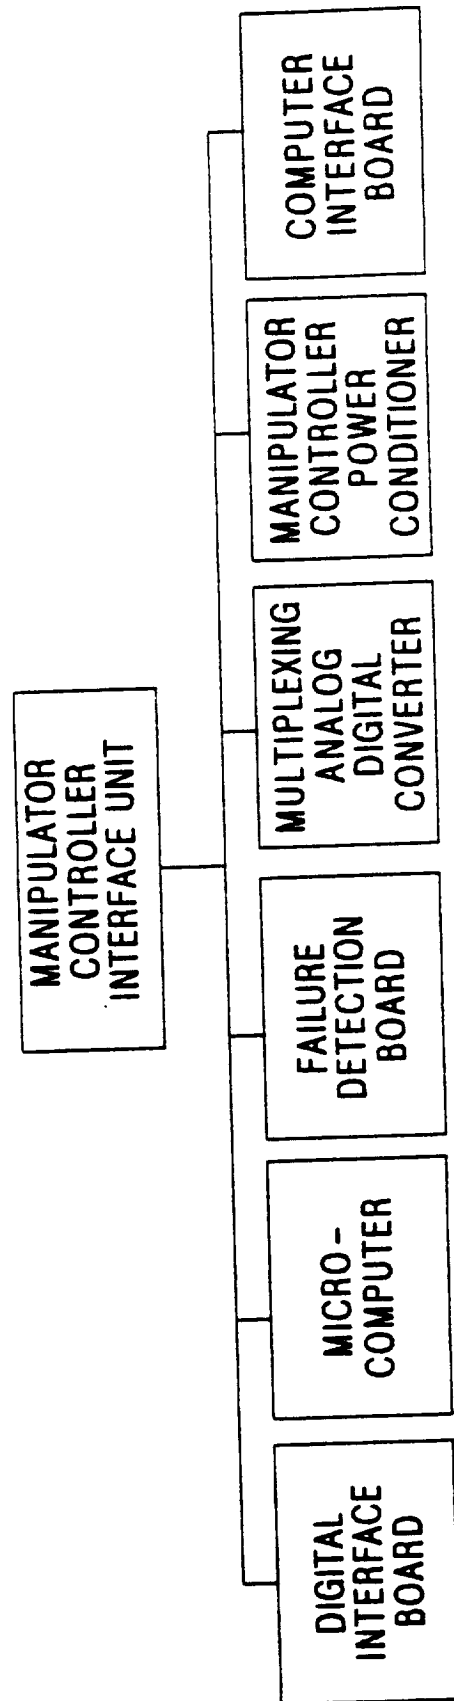 MANIPULATOR
CONTROLLER
INTERFACE UNIT
DIGITAL
INTERFACE
BOARD
MICRO-
COMPUTER
FAILURE
DETECTION
BOARD
MULTIPLEXING
ANALOG
DIGITAL
CONVERTER
MANIPULATOR
CONTROLLER
POWER
CONDITIONER
COMPUTER
INTERFACE
BOARD